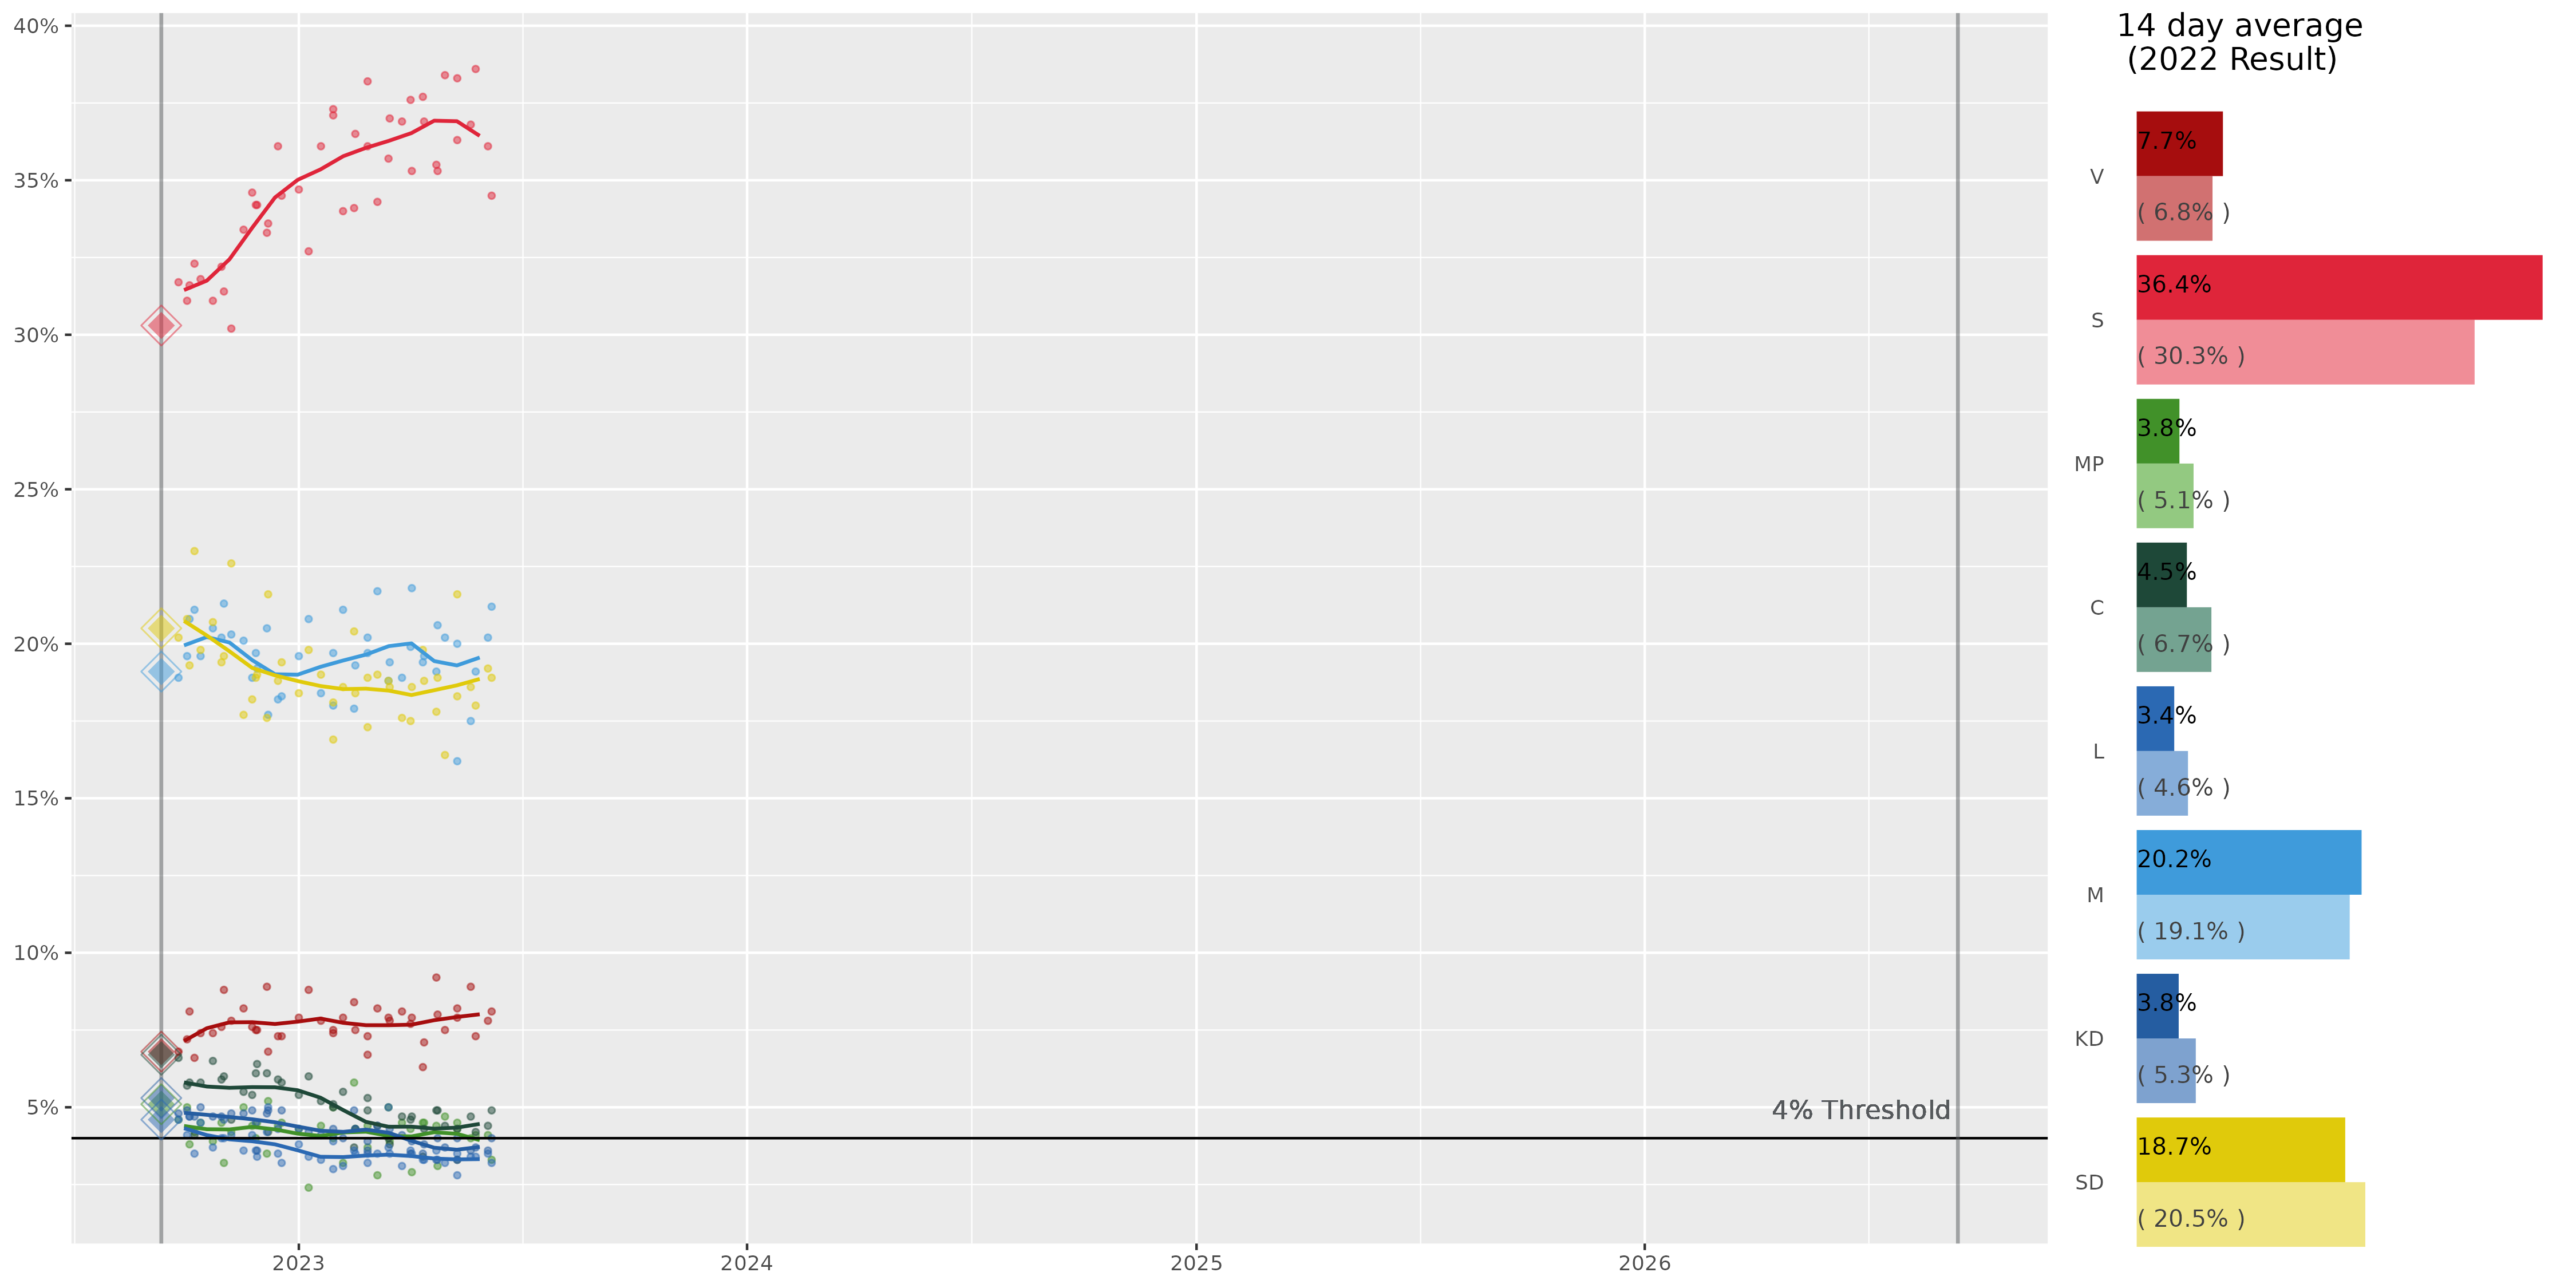 40%
35%
30%
25%
20%
15%
10%
5%
2023
2024
2025
2026
4% Threshold
14 day average
(2022 Result)
V
7.7%
( 6.8% )
S
36.4%
( 30.3% )
MP
3.8%
( 5.1% )
C
4.5%
( 6.7% )
L
3.4%
( 4.6% )
M
20.2%
( 19.1% )
KD
3.8%
( 5.3% )
SD
18.7%
( 20.5% )